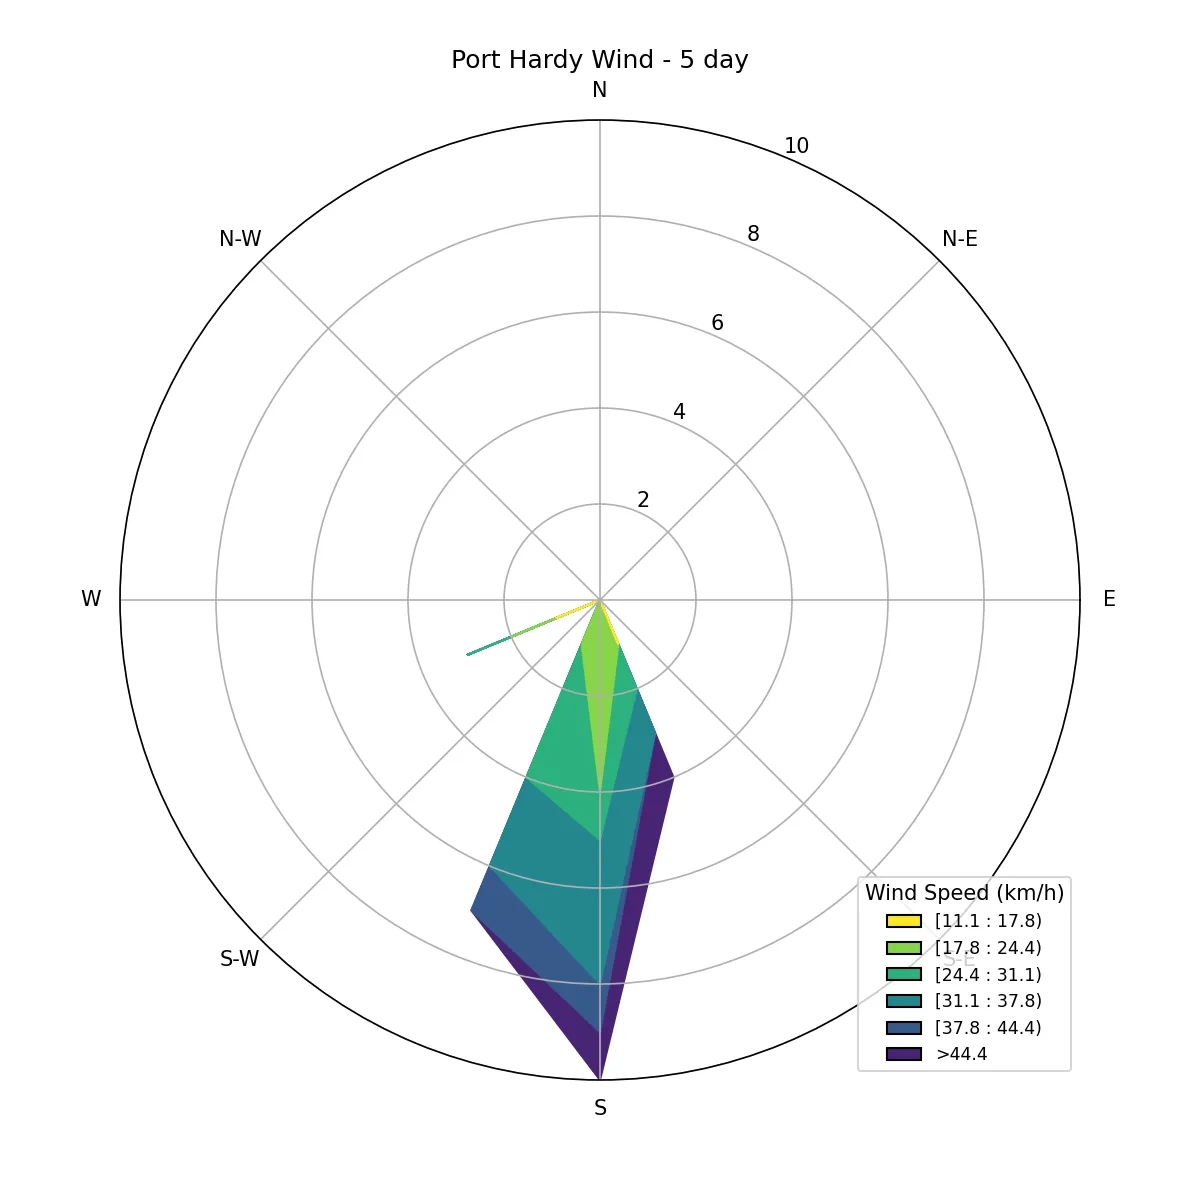 Port Hardy Wind - 5 day
N
10
N-W
8
N-E
6
4
2
W
E
Wind Speed (km/h)
[11.1 : 17.8)
[17.8 : 24.4)
S-W
S-E
[24.4 : 31.1)
[31.1 : 37.8)
[37.8 : 44.4)
>44.4
S